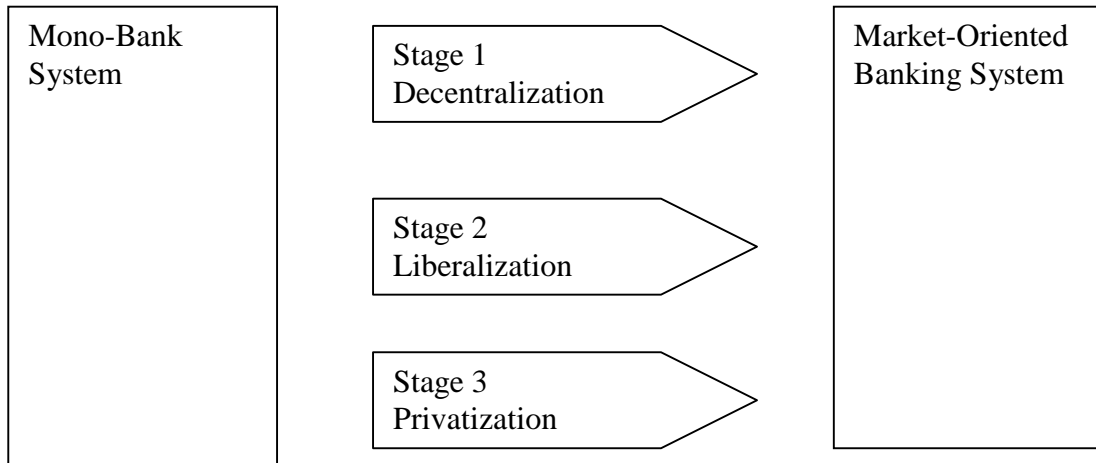 Mono-Bank
System
Stage 1
Decentralization
Stage 2
Liberalization
Stage 3
Privatization
Market-Oriented
Banking System